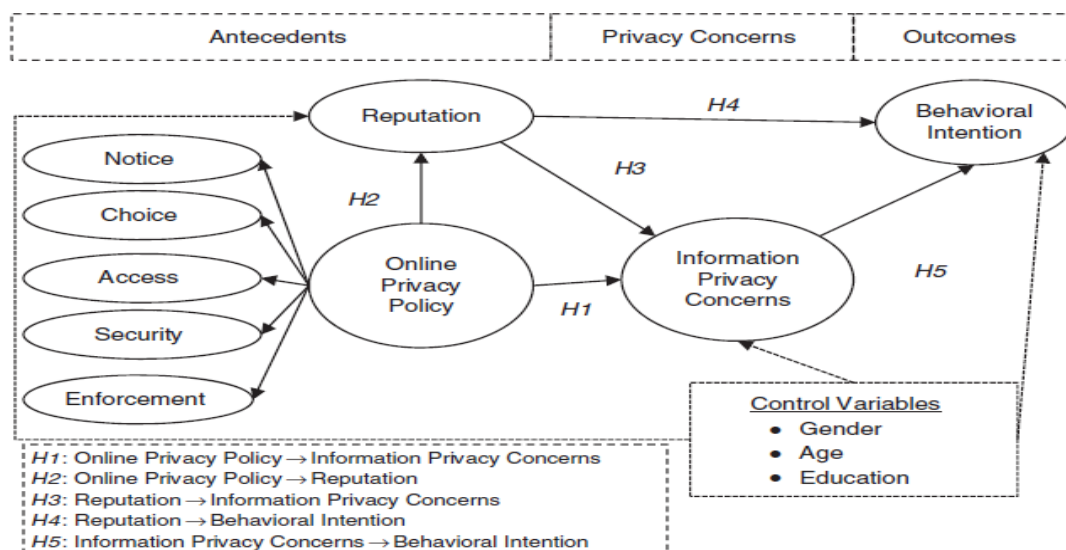 Antecedents
Privacy Concerns
Outcomes
Reputation
H4
Behavioral
Intention
Notice
H3
H2
Choice
Online
Privacy
Policy
Information
Privacy
Concerns
Access
H5
H1
Security
Enforcement
Control Variables
● Gender
● Age
● Education
H1: Online Privacy Policy → Information Privacy Concerns
H2: Online Privacy Policy → Reputation
H3: Reputation → Information Privacy Concerns
H4: Reputation → Behavioral Intention
H5: Information Privacy Concerns → Behavioral Intention